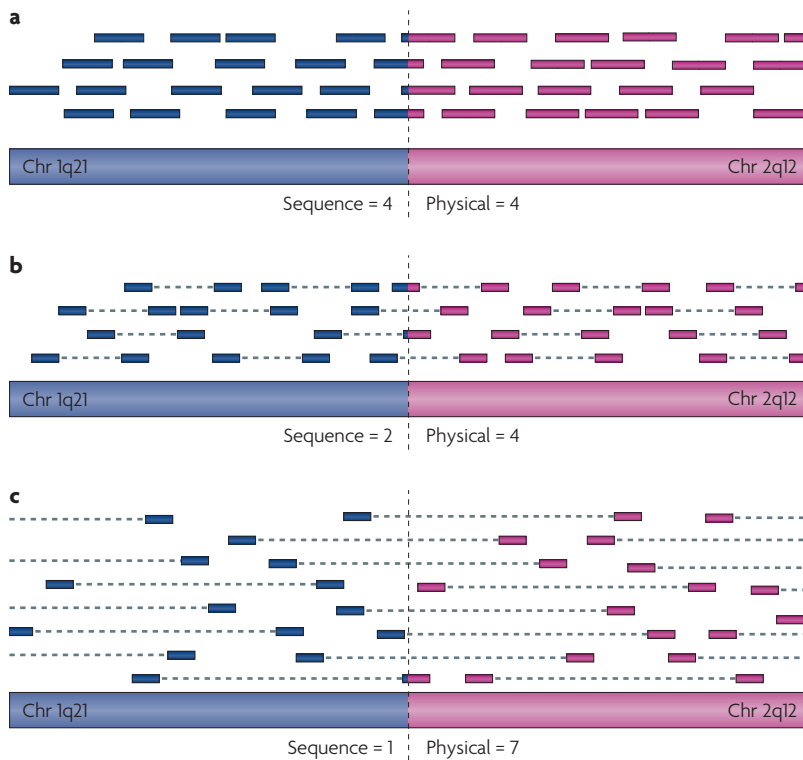 a
Chr 1q21 Chr 2q12
Sequence = 4 Physical = 4
b
Chr 1q21 Chr 2q12
Sequence = 2 Physical = 4
c
Chr 1q21 Chr 2q12
Sequence = 1 Physical = 7